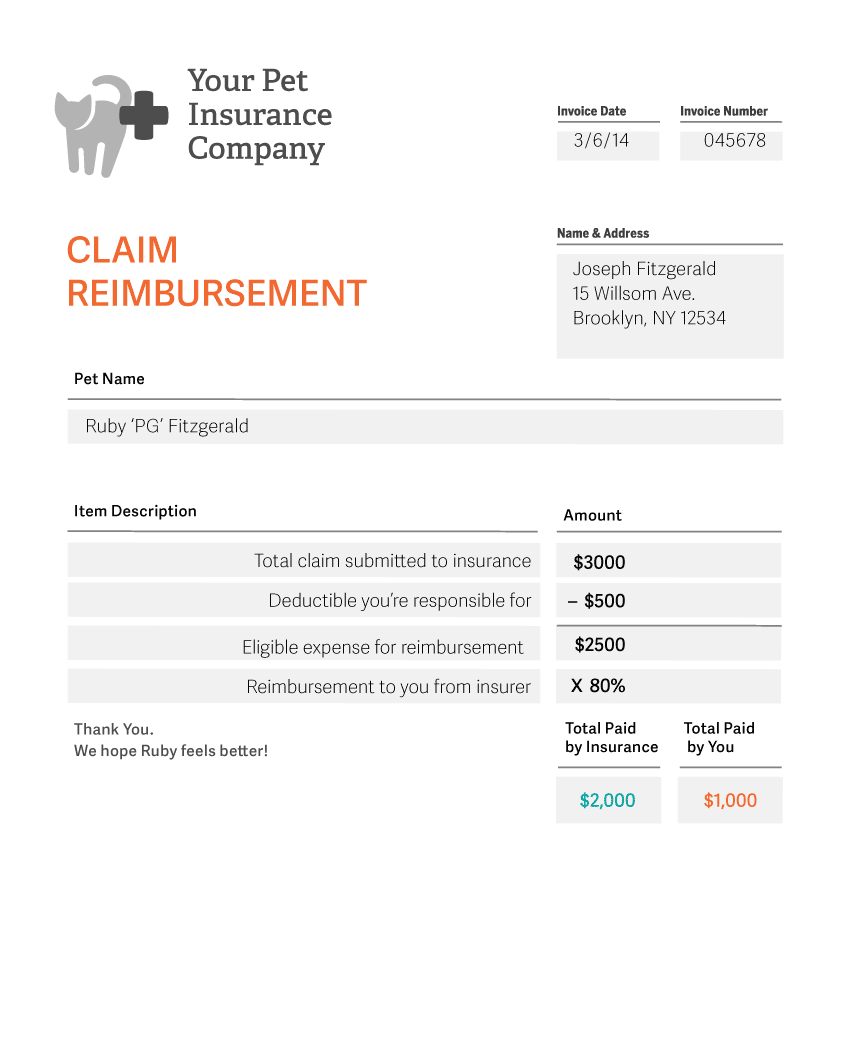 Your Pet
Insurance
Company
Invoice Date
Invoice Number
3/6/14
045678
CLAIM
REIMBURSEMENT
Name & Address
Joseph Fitzgerald
15 Willsom Ave.
Brooklyn, NY 12534
Pet Name
Ruby ‘PG’ Fitzgerald
Item Description
Amount
Total claim submitted to insurance
$3000
Deductible you’re responsible for
– $500
Eligible expense for reimbursement
$2500
Reimbursement to you from insurer
X 80%
Thank You.
We hope Ruby feels better!
Total Paid
by Insurance
Total Paid
by You
$2,000
$1,000